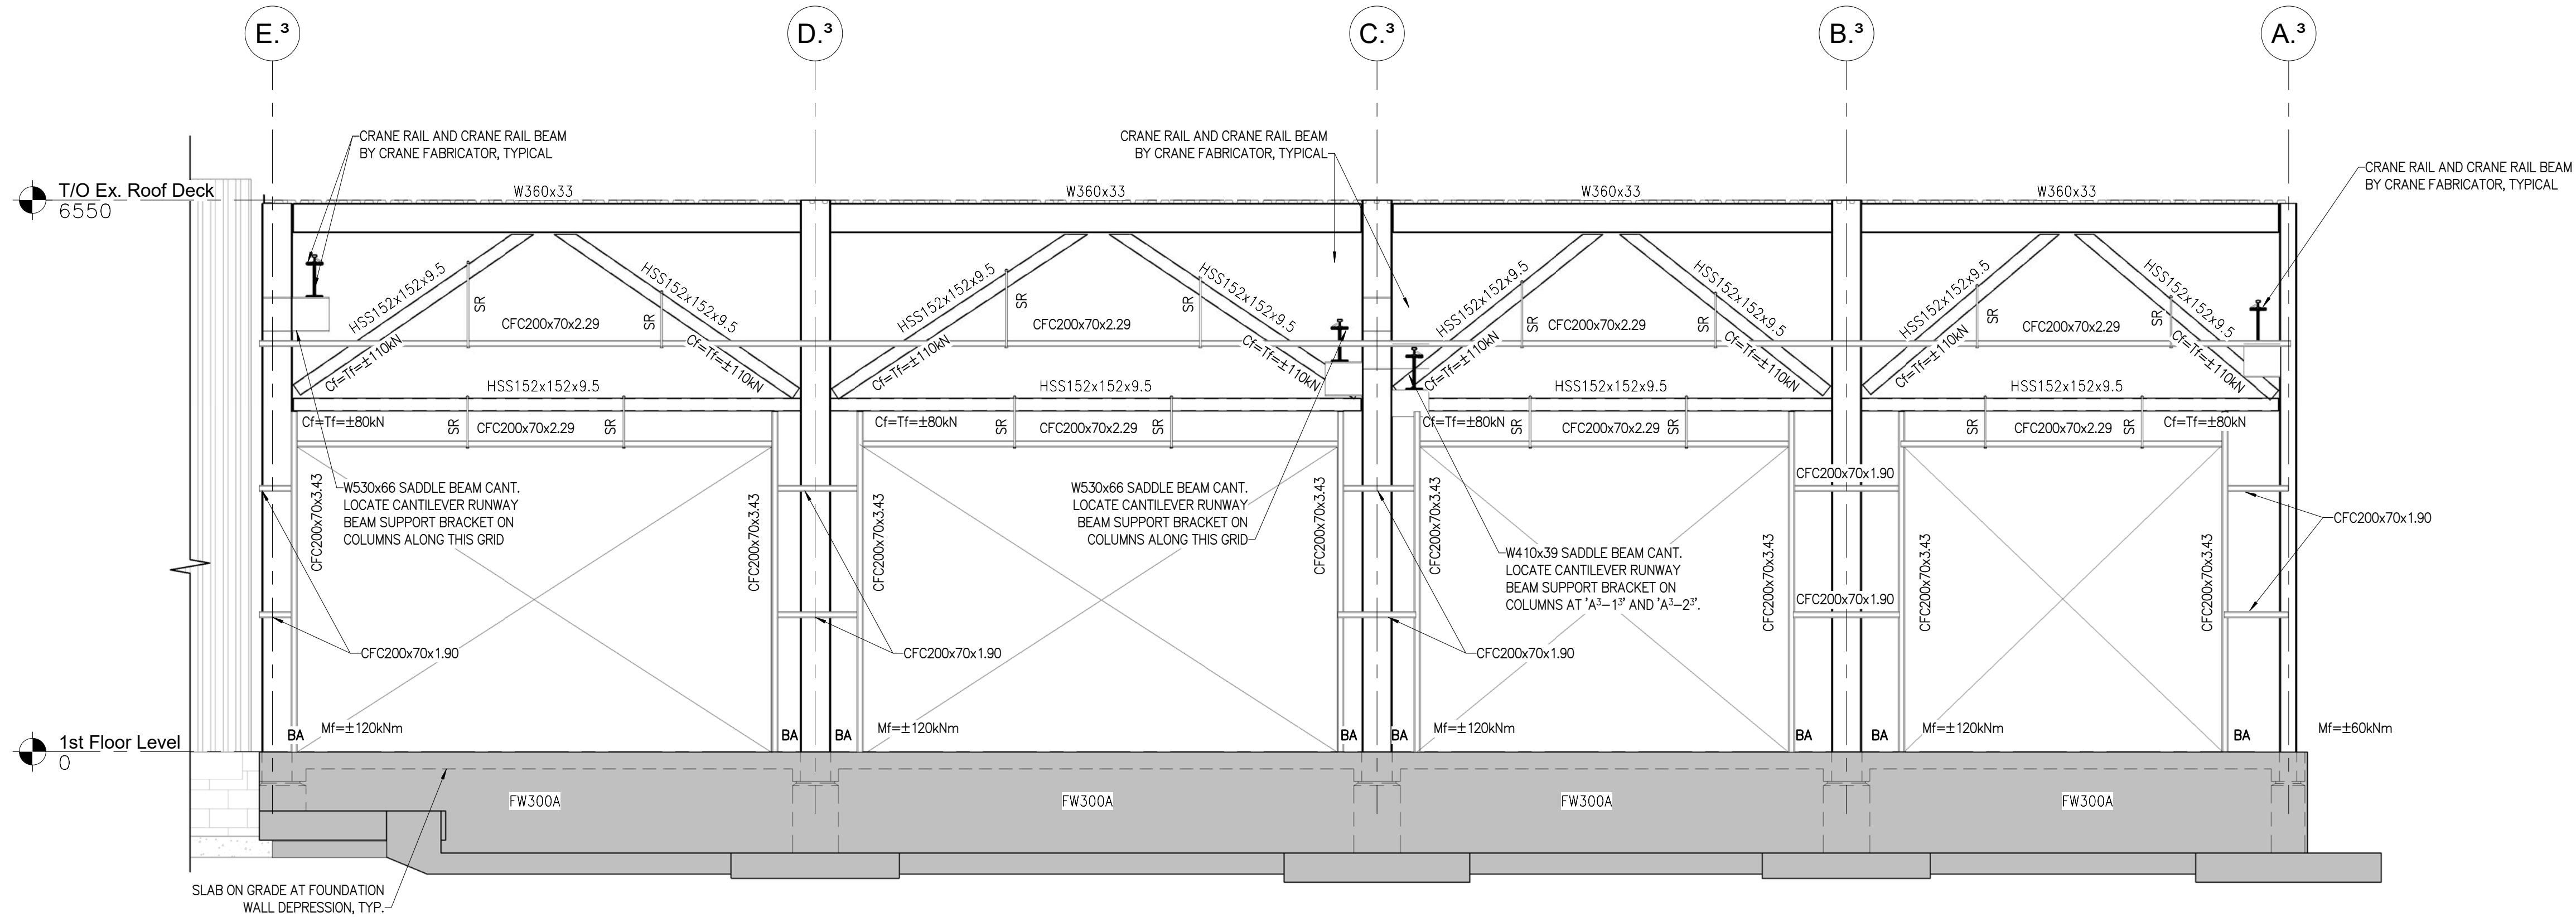 E.³
D.³
C.³
B.³
A.³
CRANE RAIL AND CRANE RAIL BEAM
BY CRANE FABRICATOR, TYPICAL
CRANE RAIL AND CRANE RAIL BEAM
BY CRANE FABRICATOR, TYPICAL
CRANE RAIL AND CRANE RAIL BEAM
BY CRANE FABRICATOR, TYPICAL
T/O Ex. Roof Deck
6550
W360x33
W360x33
W360x33
W360x33
HSS152x152x9.5
HSS152x152x9.5
HSS152x152x9.5
HSS152x152x9.5
HSS152x152x9.5
HSS152x152x9.5
HSS152x152x9.5
HSS152x152x9.5
SR
SR
SR
SR
SR
SR
SR
SR
CFC200x70x2.29
CFC200x70x2.29
CFC200x70x2.29
CFC200x70x2.29
Cf=Tf=±110kN
Cf=Tf=±110kN
Cf=Tf=±110kN
Cf=Tf=±110kN
Cf=Tf=±110kN
Cf=Tf=±110kN
Cf=Tf=±110kN
Cf=Tf=±110kN
HSS152x152x9.5
HSS152x152x9.5
HSS152x152x9.5
HSS152x152x9.5
Cf=Tf=±80kN
SR
CFC200x70x2.29
SR
Cf=Tf=±80kN
SR
CFC200x70x2.29
SR
Cf=Tf=±80kN
SR
CFC200x70x2.29
SR
SR
CFC200x70x2.29
SR
Cf=Tf=±80kN
CFC200x70x3.43
W530x66 SADDLE BEAM CANT.
LOCATE CANTILEVER RUNWAY
BEAM SUPPORT BRACKET ON
COLUMNS ALONG THIS GRID
CFC200x70x3.43
CFC200x70x3.43
W530x66 SADDLE BEAM CANT.
LOCATE CANTILEVER RUNWAY
BEAM SUPPORT BRACKET ON
COLUMNS ALONG THIS GRID
CFC200x70x3.43
CFC200x70x3.43
W410x39 SADDLE BEAM CANT.
LOCATE CANTILEVER RUNWAY
BEAM SUPPORT BRACKET ON
COLUMNS AT 'A³-1³' AND 'A³-2³'.
CFC200x70x3.43
CFC200x70x1.90
CFC200x70x1.90
CFC200x70x3.43
CFC200x70x3.43
CFC200x70x1.90
CFC200x70x1.90
CFC200x70x1.90
CFC200x70x1.90
1st Floor Level
0
BA
Mf=±120kNm
BA
BA
Mf=±120kNm
BA
BA
Mf=±120kNm
BA
BA
Mf=±120kNm
BA
Mf=±60kNm
FW300A
FW300A
FW300A
FW300A
SLAB ON GRADE AT FOUNDATION
WALL DEPRESSION, TYP.